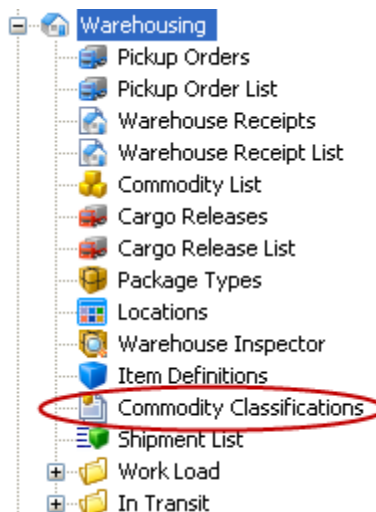 Warehousing
Pickup Orders
Pickup Order List
Warehouse Receipts
Warehouse Receipt List
Commodity List
Cargo Releases
Cargo Release List
Package Types
Locations
Warehouse Inspector
Item Definitions
Commodity Classifications
Shipment List
Work Load
In Transit